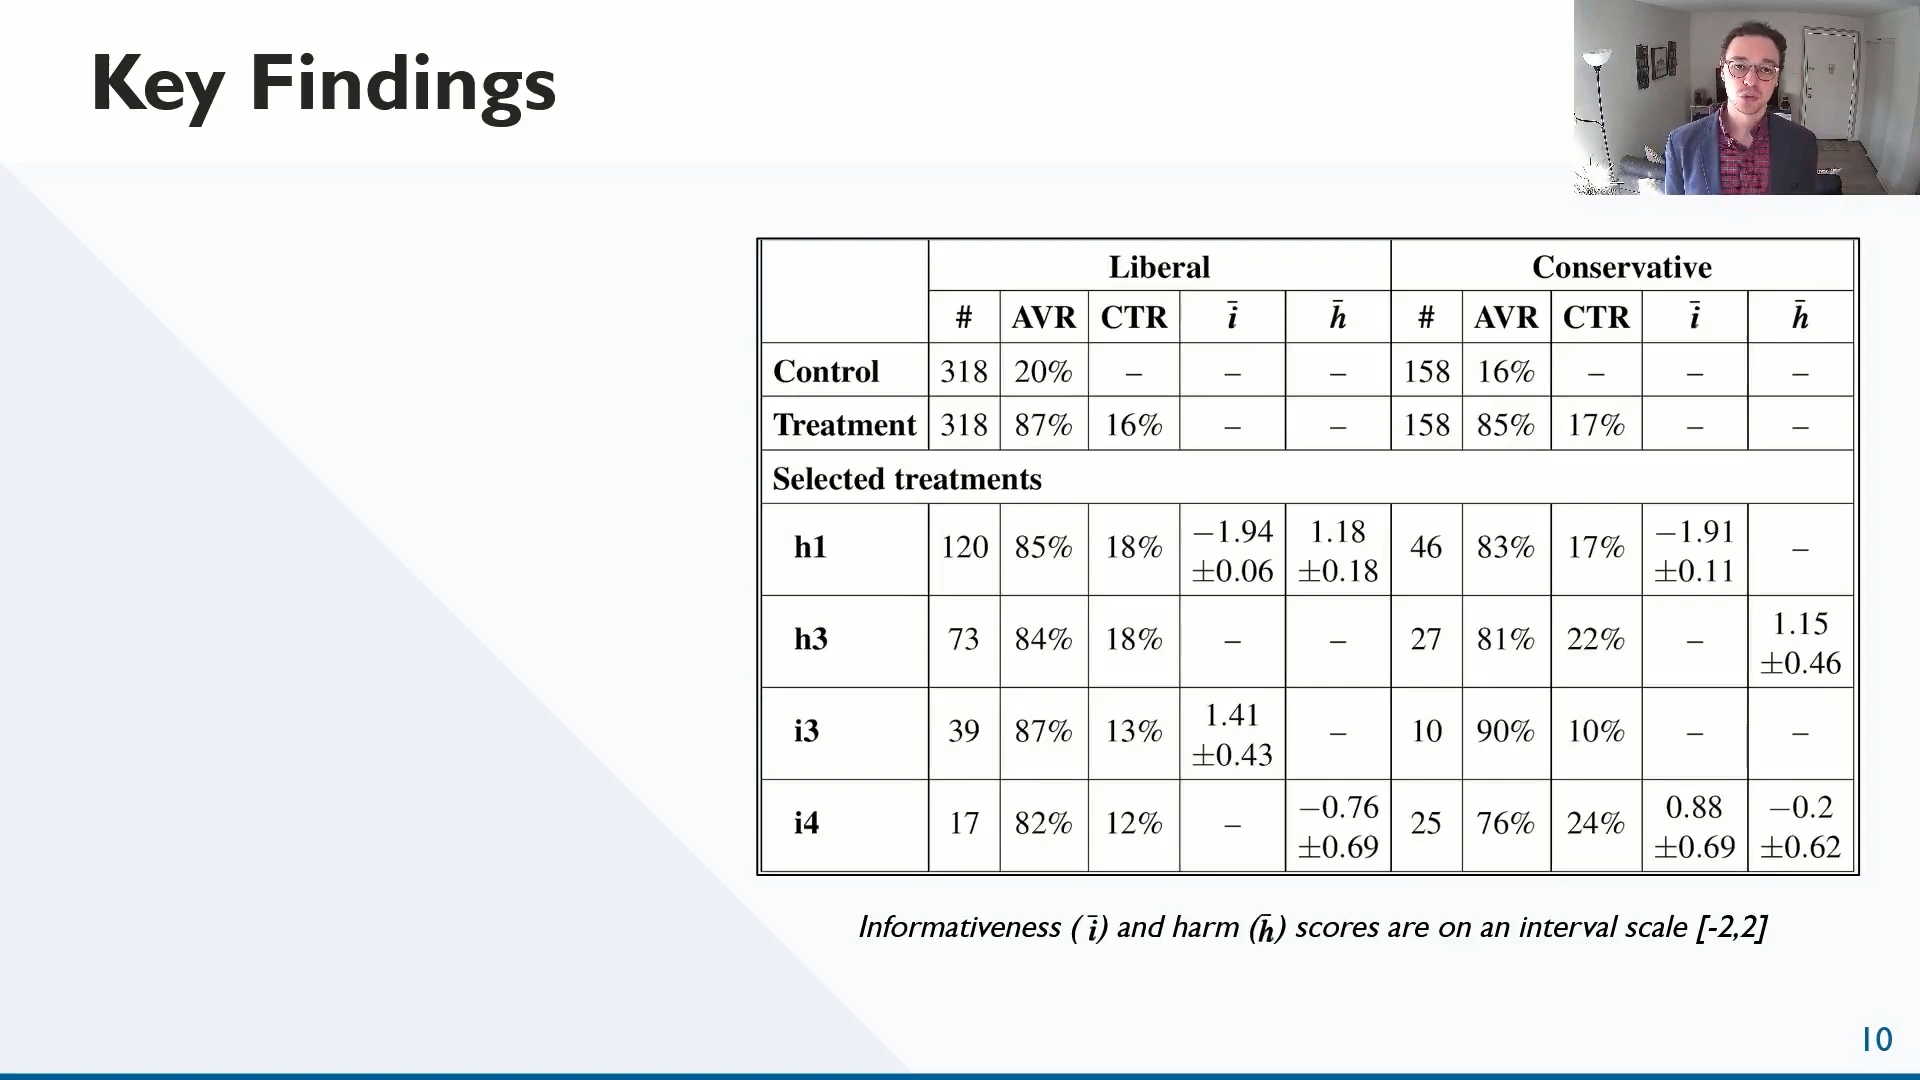 Key Findings
Liberal Conservative
# AVR CTR ī h̄ # AVR CTR ī h̄
Control 318 20% – – – 158 16% – – –
Treatment 318 87% 16% – – 158 85% 17% – –
Selected treatments
h1 120 85% 18% −1.94 ±0.06 1.18 ±0.18 46 83% 17% −1.91 ±0.11 –
h3 73 84% 18% – – 27 81% 22% – 1.15 ±0.46
i3 39 87% 13% 1.41 ±0.43 – 10 90% 10% – –
i4 17 82% 12% – −0.76 ±0.69 25 76% 24% 0.88 ±0.69 −0.2 ±0.62
Informativeness (ī) and harm (h̄) scores are on an interval scale [-2,2]
10